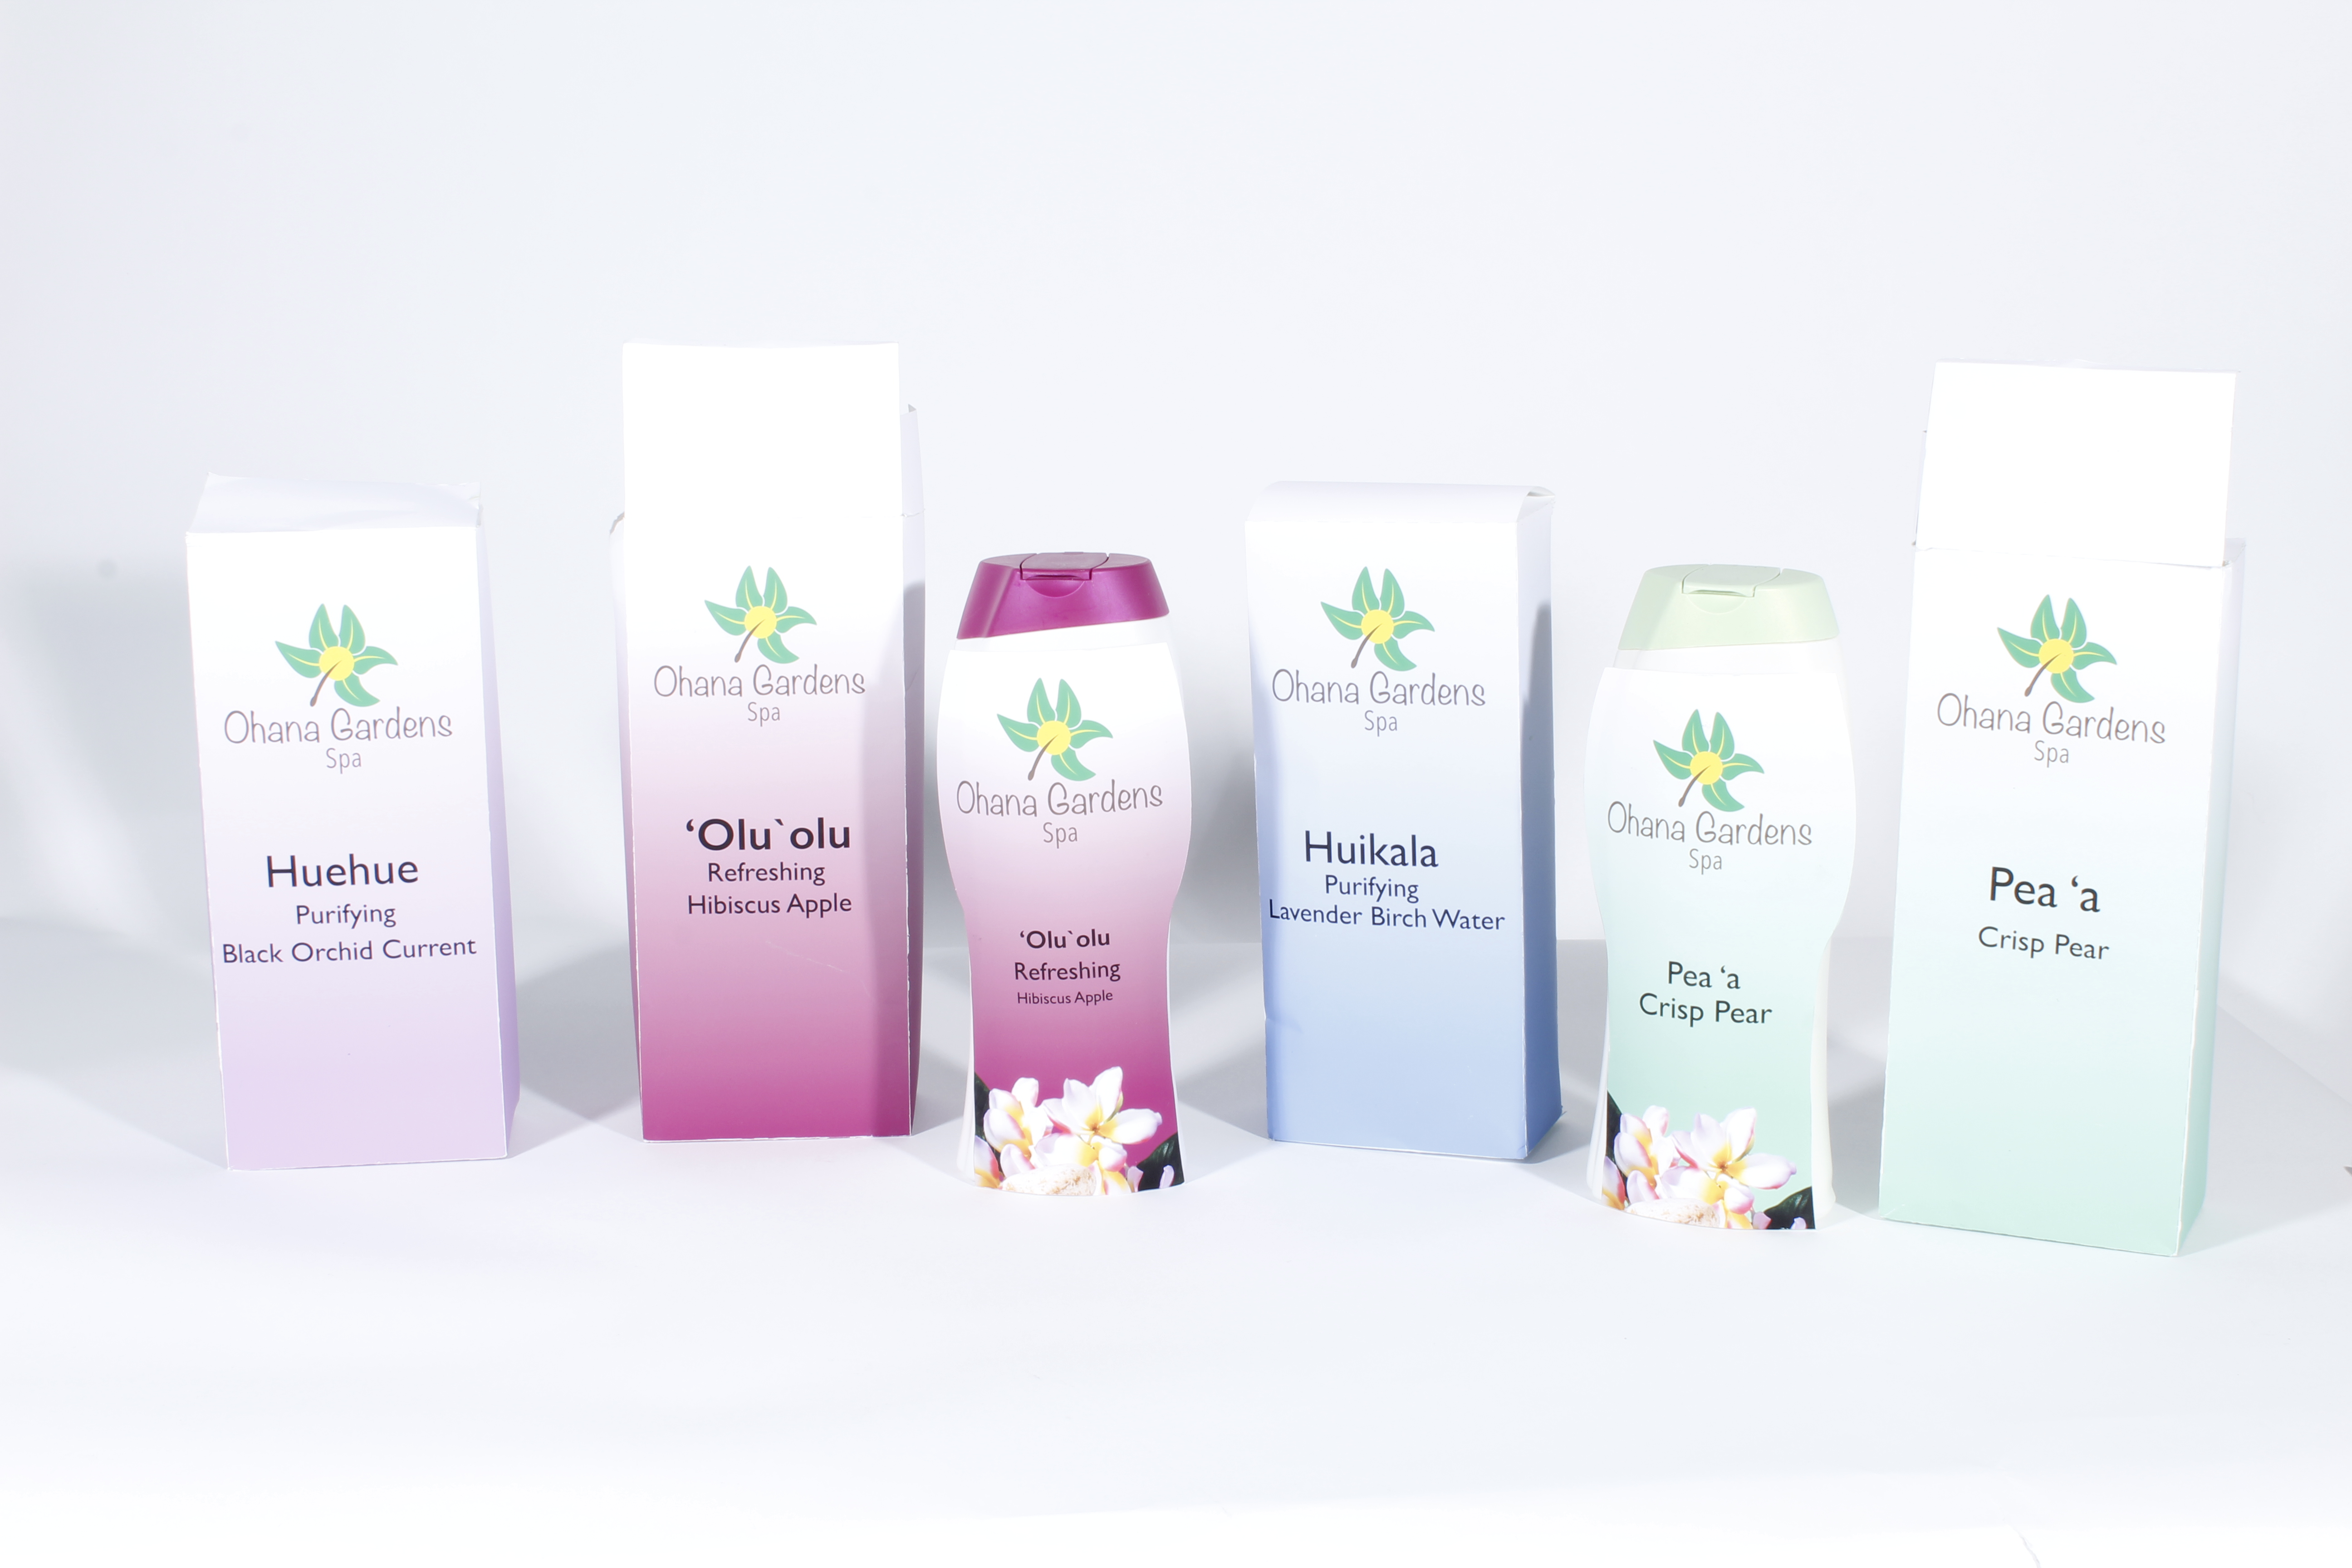 Ohana Gardens
Spa
Huehue
Purifying
Black Orchid Current
Ohana Gardens
Spa
‘Olu`olu
Refreshing
Hibiscus Apple
Ohana Gardens
Spa
‘Olu`olu
Refreshing
Hibiscus Apple
Ohana Gardens
Spa
Huikala
Purifying
Lavender Birch Water
Ohana Gardens
Spa
Pea ‘a
Crisp Pear
Ohana Gardens
Spa
Pea ‘a
Crisp Pear